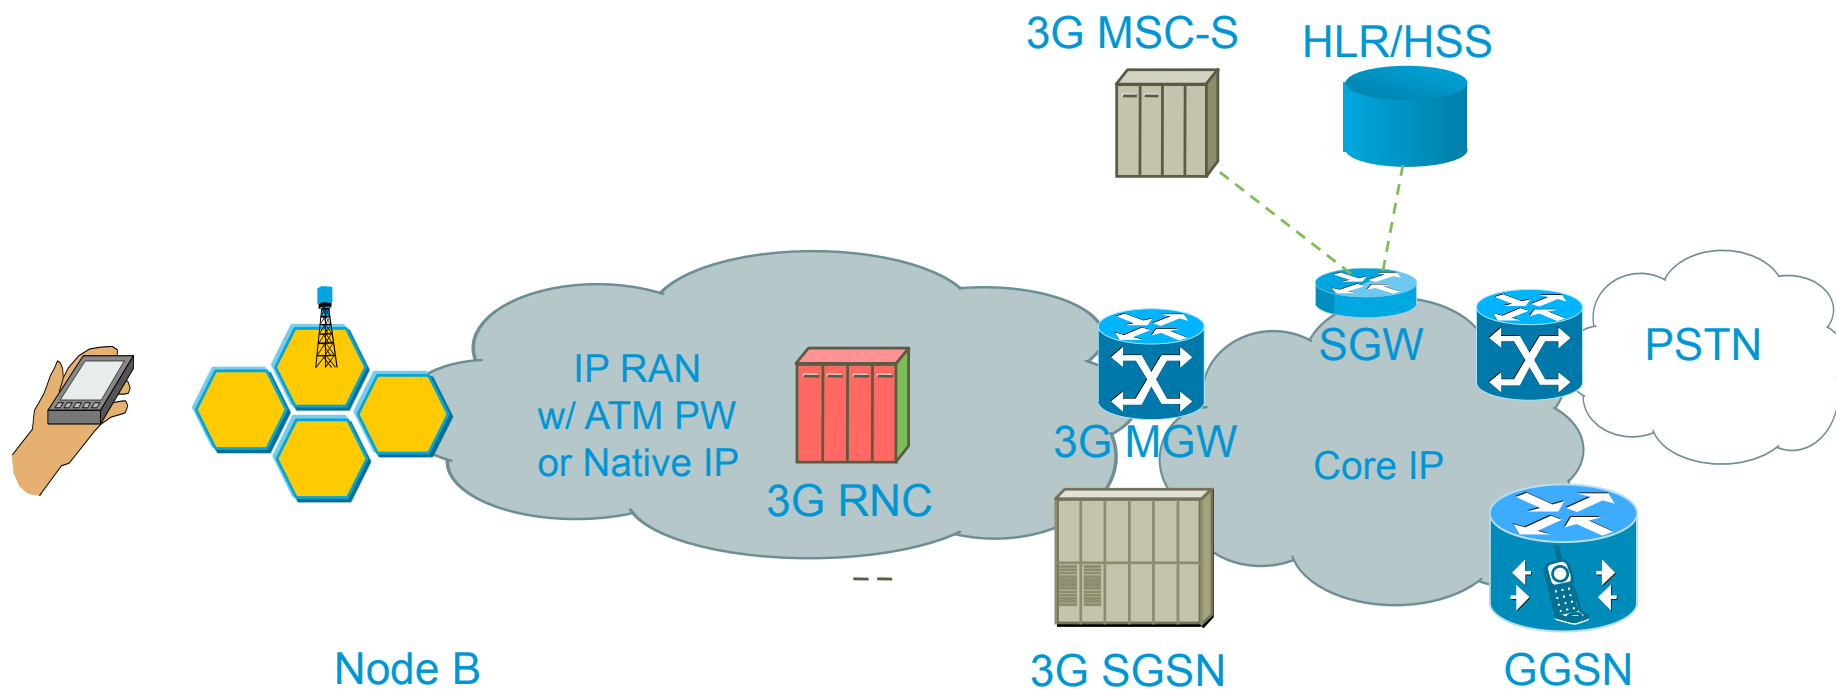 3G MSC-S
HLR/HSS
SGW
PSTN
IP RAN
w/ ATM PW
or Native IP
3G RNC
3G MGW
Core IP
Node B
3G SGSN
GGSN